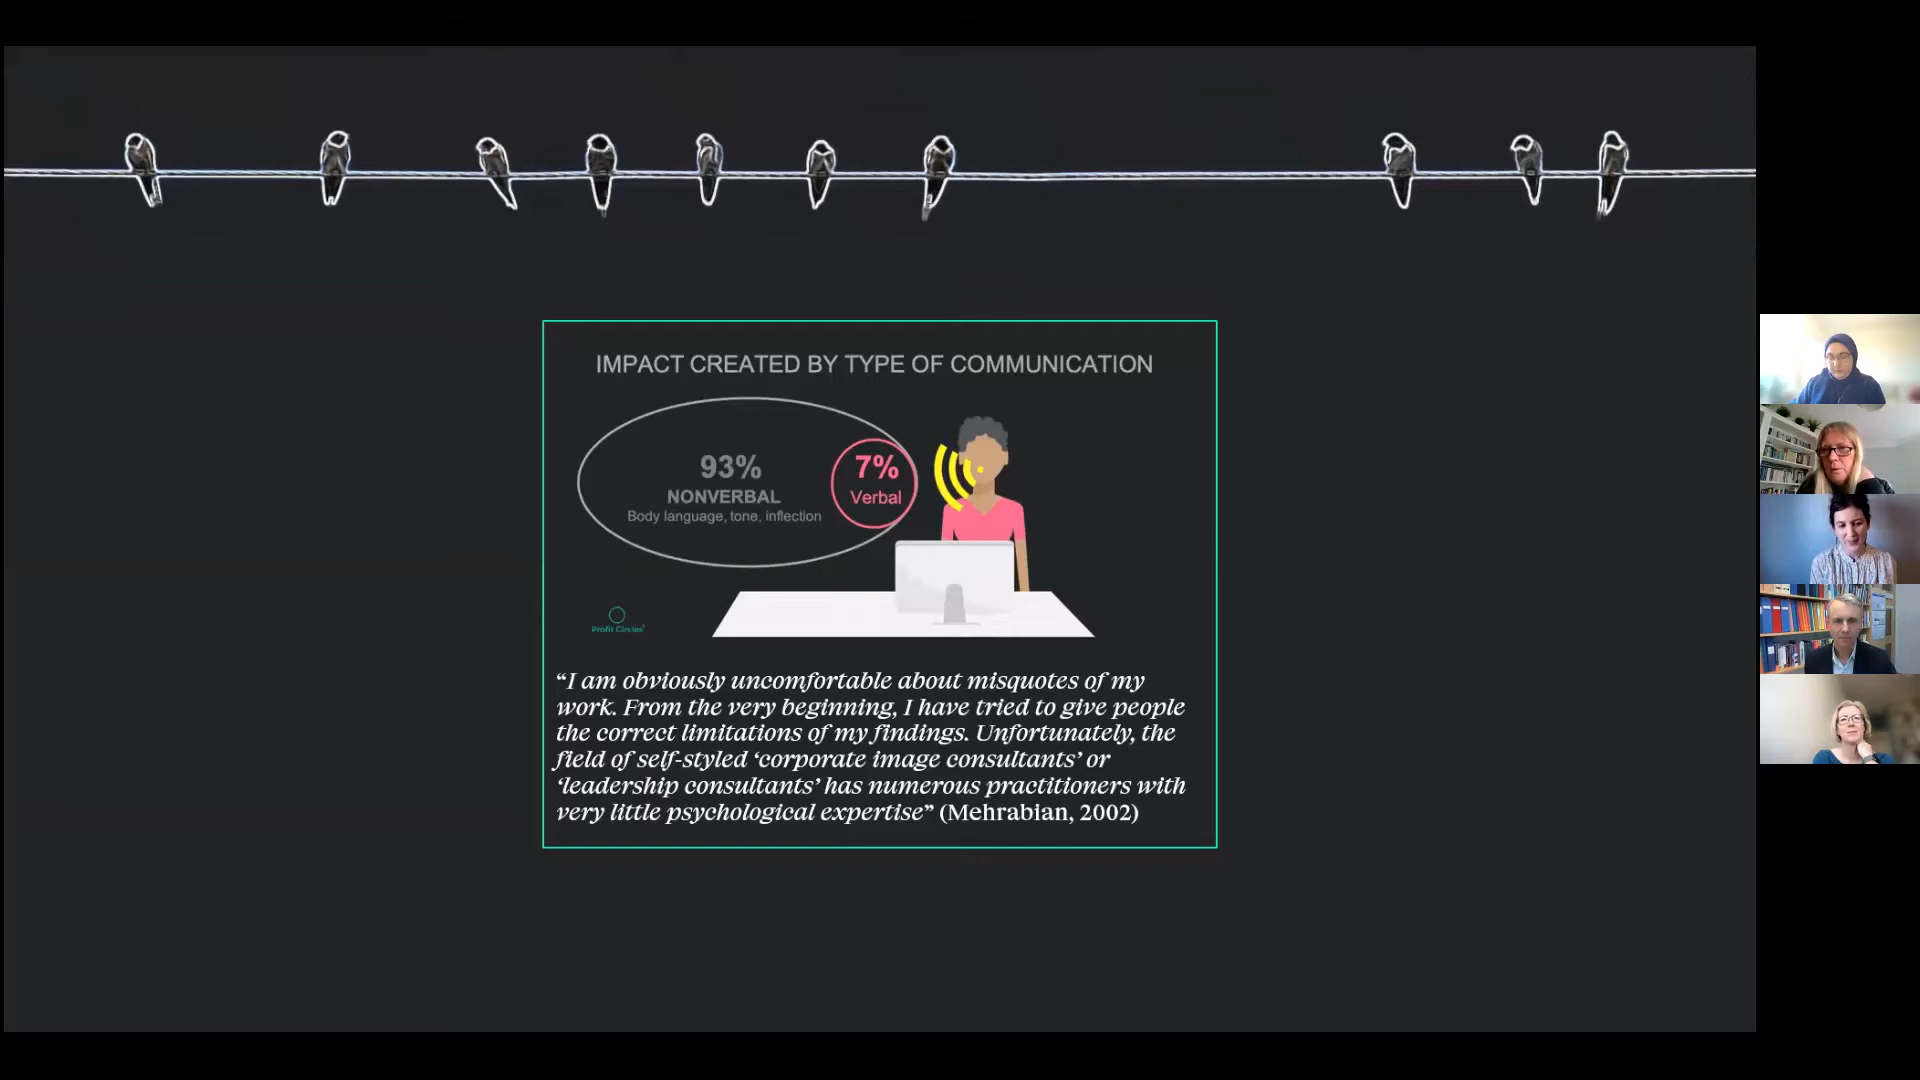 IMPACT CREATED BY TYPE OF COMMUNICATION
93%
NONVERBAL
Body language, tone, inflection
7%
Verbal
Profit Circles
“I am obviously uncomfortable about misquotes of my
work. From the very beginning, I have tried to give people
the correct limitations of my findings. Unfortunately, the
field of self-styled ‘corporate image consultants’ or
‘leadership consultants’ has numerous practitioners with
very little psychological expertise” (Mehrabian, 2002)